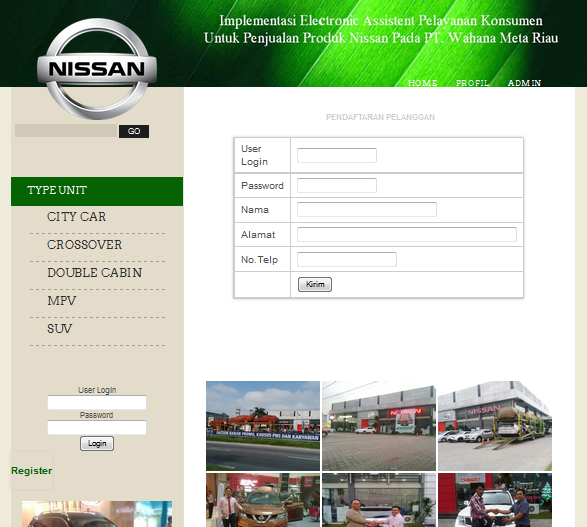 Implementasi Electronic Assistent Pelayanan Konsumen
Untuk Penjualan Produk Nissan Pada PT. Wahana Meta Riau
NISSAN
HOME PROFIL ADMIN
GO
TYPE UNIT
CITY CAR
CROSSOVER
DOUBLE CABIN
MPV
SUV
User Login
Password
Login
Register
PENDAFTARAN PELANGGAN
User
Login
Password
Nama
Alamat
No.Telp
Kirim
NISSAN
NISSAN